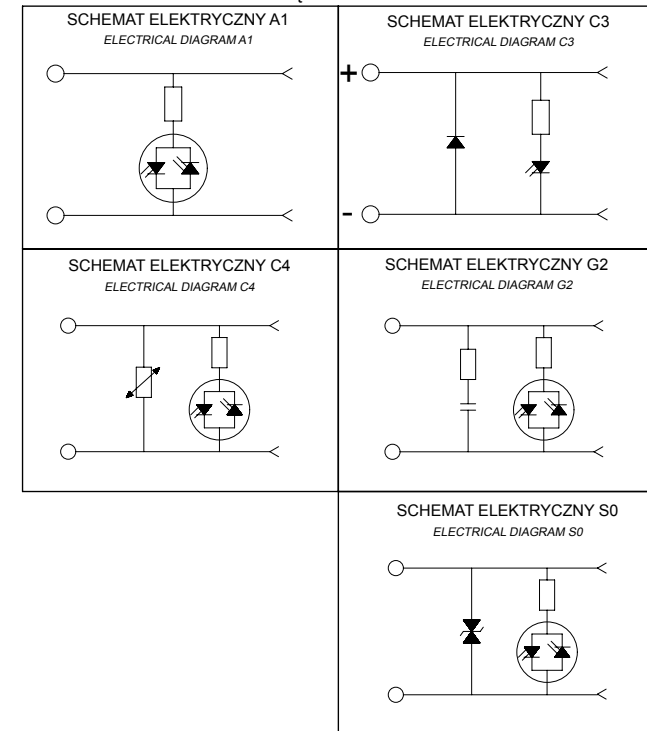 SCHEMAT ELEKTRYCZNY A1
ELECTRICAL DIAGRAM A1
SCHEMAT ELEKTRYCZNY C3
ELECTRICAL DIAGRAM C3
+
-
SCHEMAT ELEKTRYCZNY C4
ELECTRICAL DIAGRAM C4
SCHEMAT ELEKTRYCZNY G2
ELECTRICAL DIAGRAM G2
SCHEMAT ELEKTRYCZNY S0
ELECTRICAL DIAGRAM S0